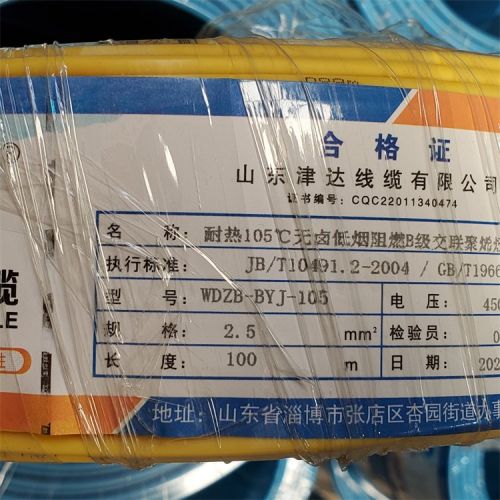 合格证
山东津达线缆有限公司
证书编号: CQC22011340474
名 称: 耐热105℃无卤低烟阻燃B级交联聚烯烃
执行标准: JB/T10491.2-2004 / GB/T1966
型 号: WDZB-BYJ-105 电 压: 450
规 格: 2.5 mm² 检验员: 0
长 度: 100 m 日 期: 202
地址: 山东省淄博市张店区杏园街道
缆
LE
性